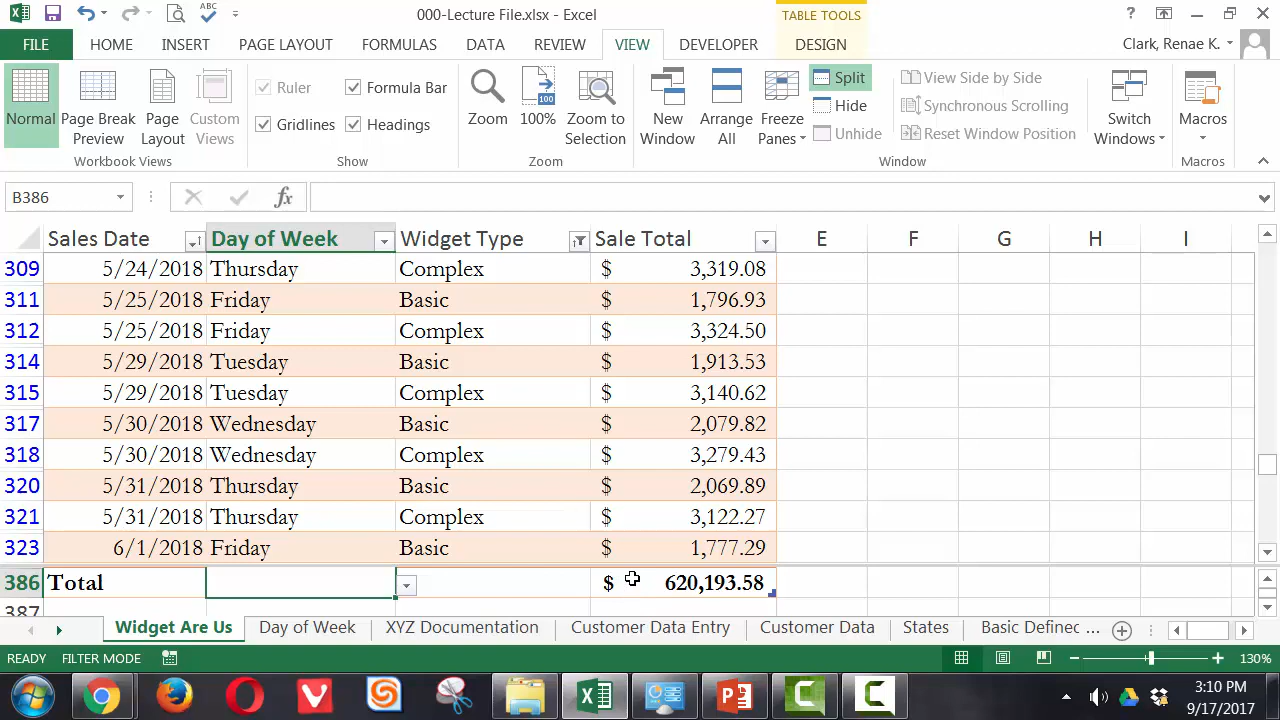 000-Lecture File.xlsx - Excel
TABLE TOOLS
FILE HOME INSERT PAGE LAYOUT FORMULAS DATA REVIEW VIEW DEVELOPER DESIGN Clark, Renae K.
Normal Page Break Preview Page Layout Custom Views
Ruler Formula Bar
Gridlines Headings
Zoom 100% Zoom to Selection
New Window Arrange All Freeze Panes
Split
Hide
Unhide
View Side by Side
Synchronous Scrolling
Reset Window Position
Switch Windows Macros
Workbook Views Show Zoom Window Macros
B386 fx
Sales Date Day of Week Widget Type Sale Total E F G H I
309 5/24/2018 Thursday Complex $ 3,319.08
311 5/25/2018 Friday Basic $ 1,796.93
312 5/25/2018 Friday Complex $ 3,324.50
314 5/29/2018 Tuesday Basic $ 1,913.53
315 5/29/2018 Tuesday Complex $ 3,140.62
317 5/30/2018 Wednesday Basic $ 2,079.82
318 5/30/2018 Wednesday Complex $ 3,279.43
320 5/31/2018 Thursday Basic $ 2,069.89
321 5/31/2018 Thursday Complex $ 3,122.27
323 6/1/2018 Friday Basic $ 1,777.29
386 Total $ 620,193.58
387
Widget Are Us Day of Week XYZ Documentation Customer Data Entry Customer Data States Basic Definec ...
READY FILTER MODE 130%
3:10 PM
9/17/2017